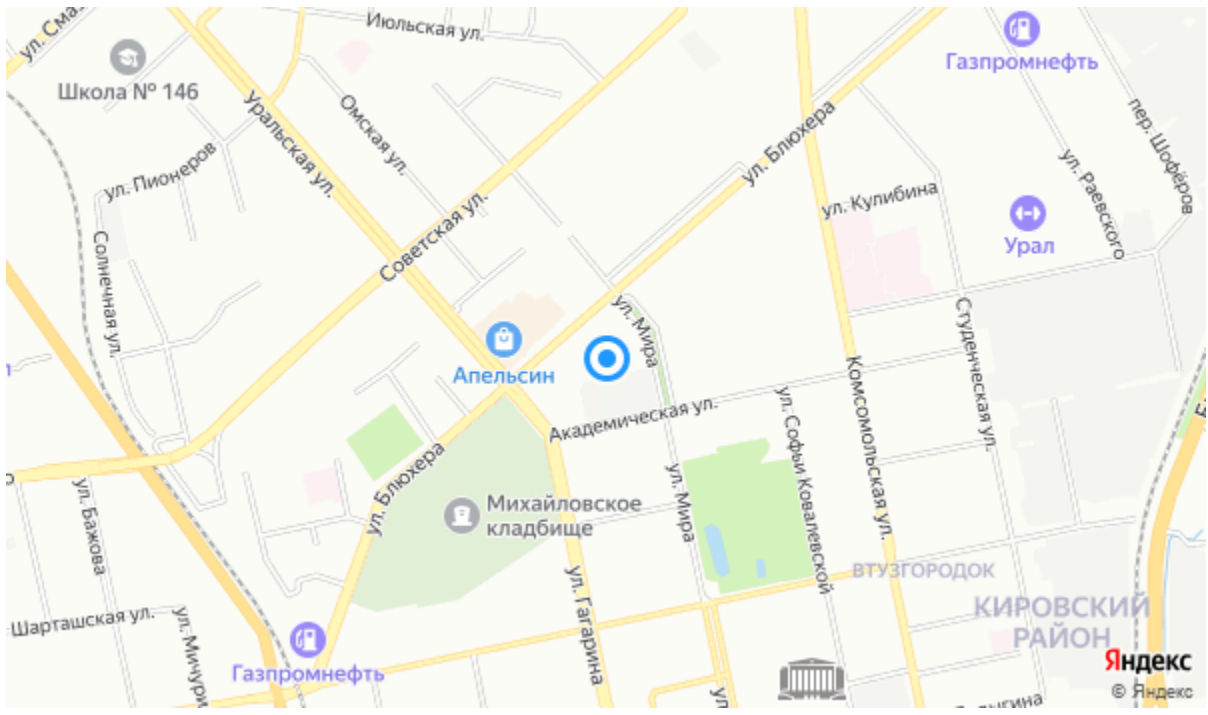 ул. Сма
Июльская ул.
Газпромнефть
Школа № 146
Омская ул.
Уральская ул.
ул. Пионеров
ул. Блюхера
пер. Шофёров
ул. Раевского
ул. Кулибина
Урал
Советская ул.
Солнечная ул.
ул. Мира
Студенческая ул.
Апельсин
Комсомольская ул.
Академическая ул.
ул. Софьи Ковалевской
ул. Блюхера
ул. Бажова
Михайловское
кладбище
ул. Мира
ВТУЗГОРОДОК
ул. Гагарина
КИРОВСКИЙ
РАЙОН
Шарташская ул.
ул. Мичури
Газпромнефть
Яндекс
© Яндекс
ул.
дыгина